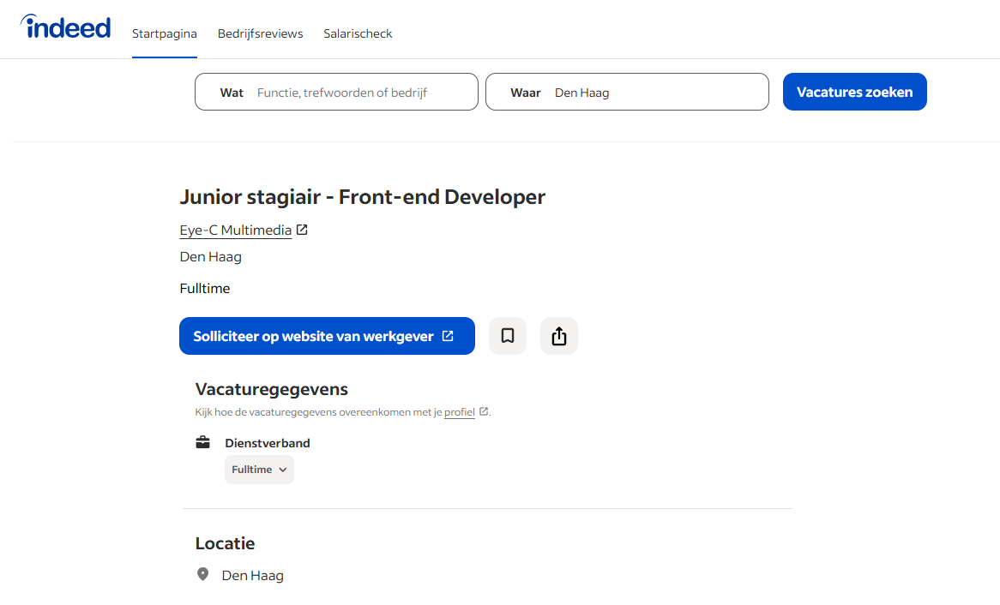 indeed
Startpagina Bedrijfsreviews Salarischeck
Wat Functie, trefwoorden of bedrijf Waar Den Haag Vacatures zoeken
Junior stagiair - Front-end Developer
Eye-C Multimedia
Den Haag
Fulltime
Solliciteer op website van werkgever
Vacaturegegevens
Kijk hoe de vacaturegegevens overeenkomen met je profiel .
Dienstverband
Fulltime
Locatie
Den Haag